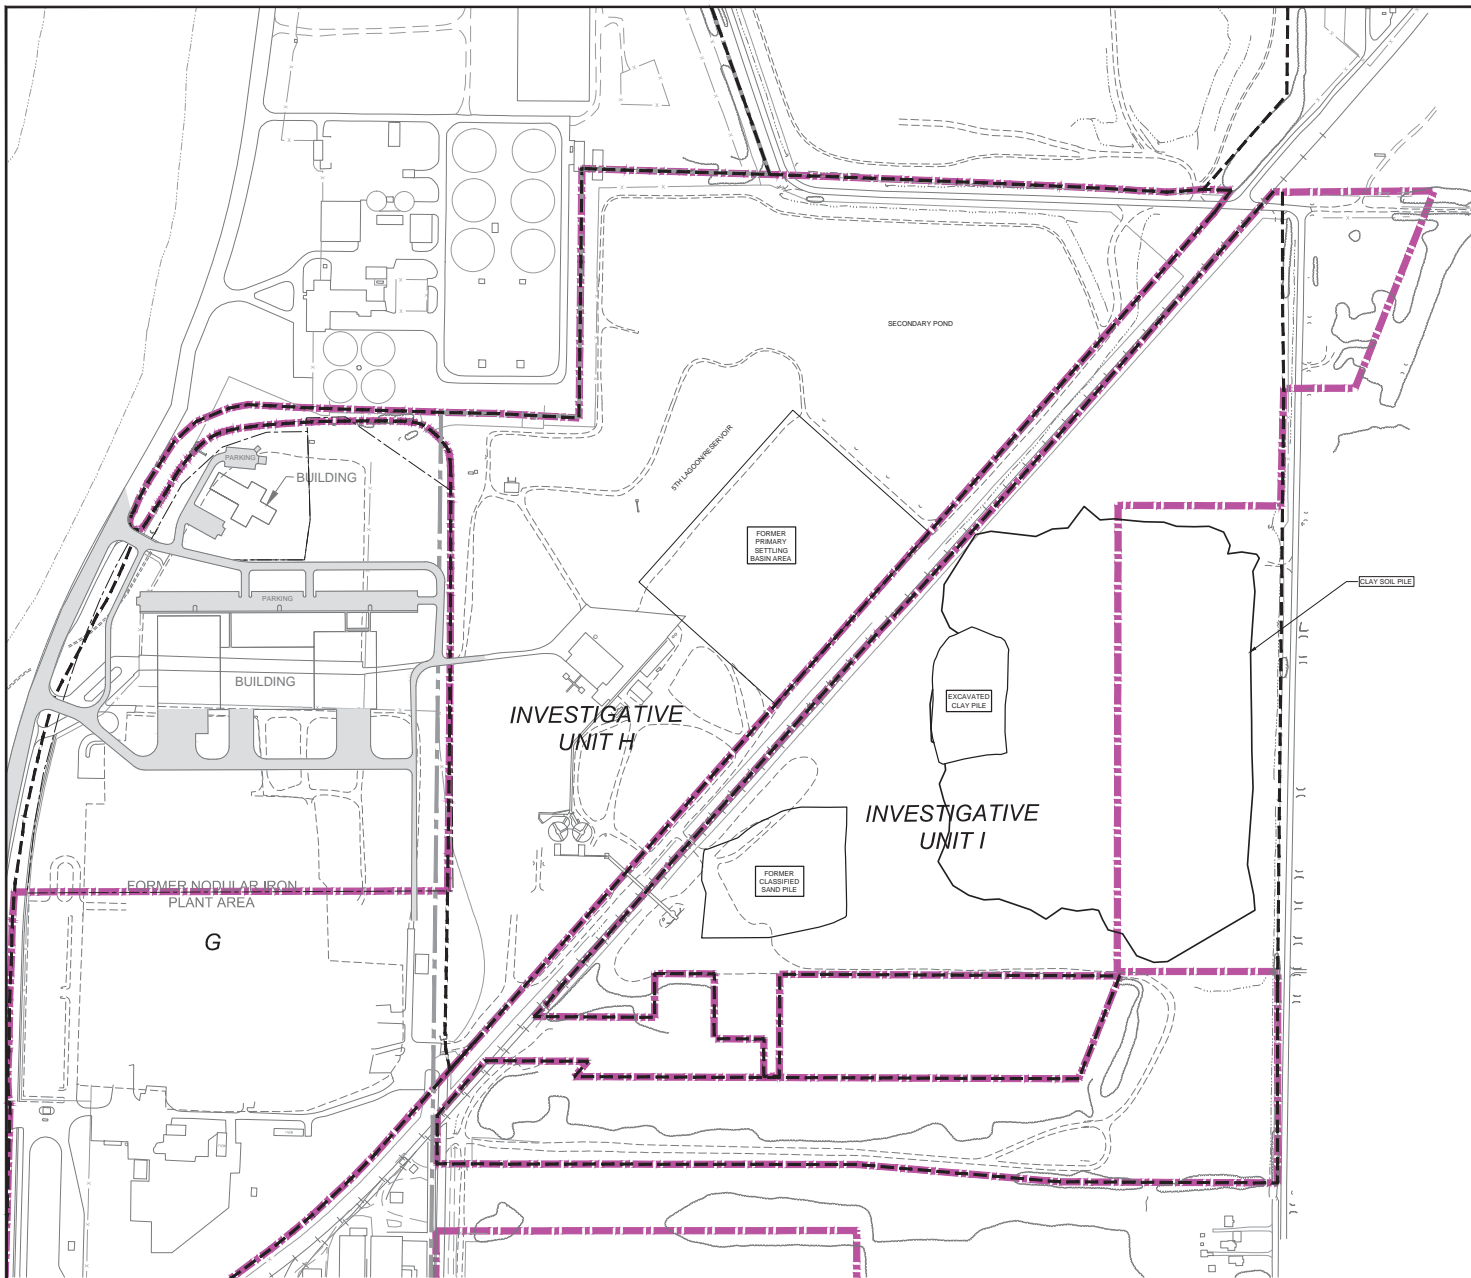 SECONDARY POND
5TH LAGOON/RESERVOIR
PARKING
BUILDING
FORMER
PRIMARY
SETTLING
BASIN AREA
CLAY SOIL PILE
PARKING
BUILDING
EXCAVATED
CLAY PILE
INVESTIGATIVE
UNIT H
INVESTIGATIVE
UNIT I
FORMER
CLASSIFIED
SAND PILE
FORMER NODULAR IRON
PLANT AREA
G